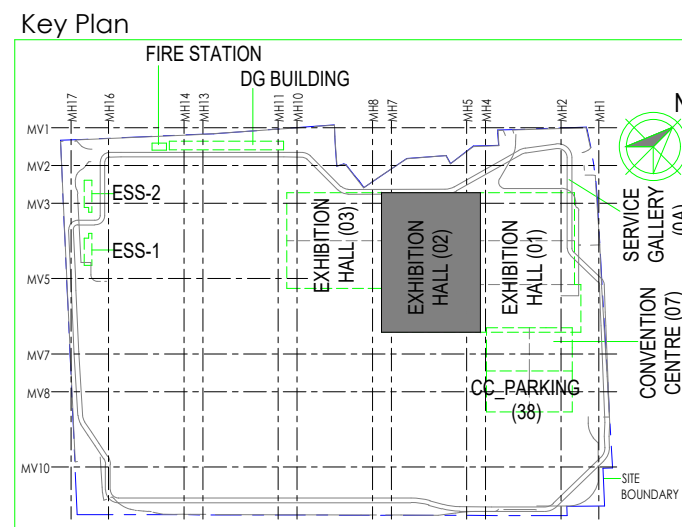 Key Plan
FIRE STATION
DG BUILDING
MH17
MH16
MH14
MH13
MH11
MH10
MH8
MH7
MH5
MH4
MH2
MH1
N
MV1
MV2
MV3
MV5
MV7
MV8
MV10
ESS-2
ESS-1
EXHIBITION
HALL (03)
EXHIBITION
HALL (02)
EXHIBITION
HALL (01)
SERVICE
GALLERY
(0A)
CONVENTION
CENTRE (07)
CC_PARKING
(38)
SITE
BOUNDARY